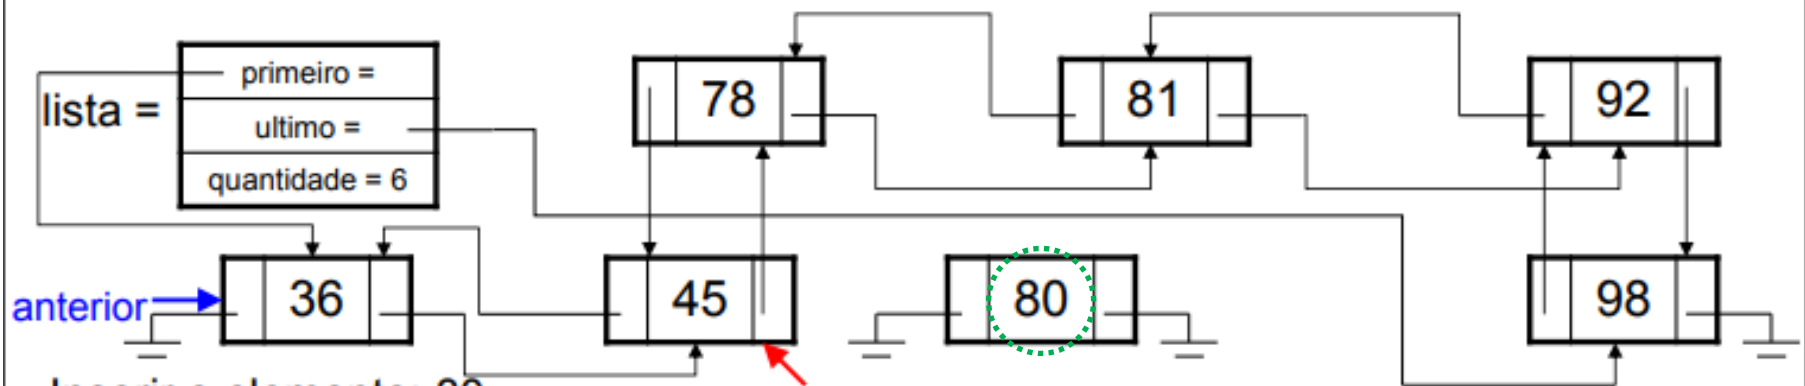 primeiro =
lista =
ultimo =
quantidade = 6
78
81
92
anterior
36
45
80
98